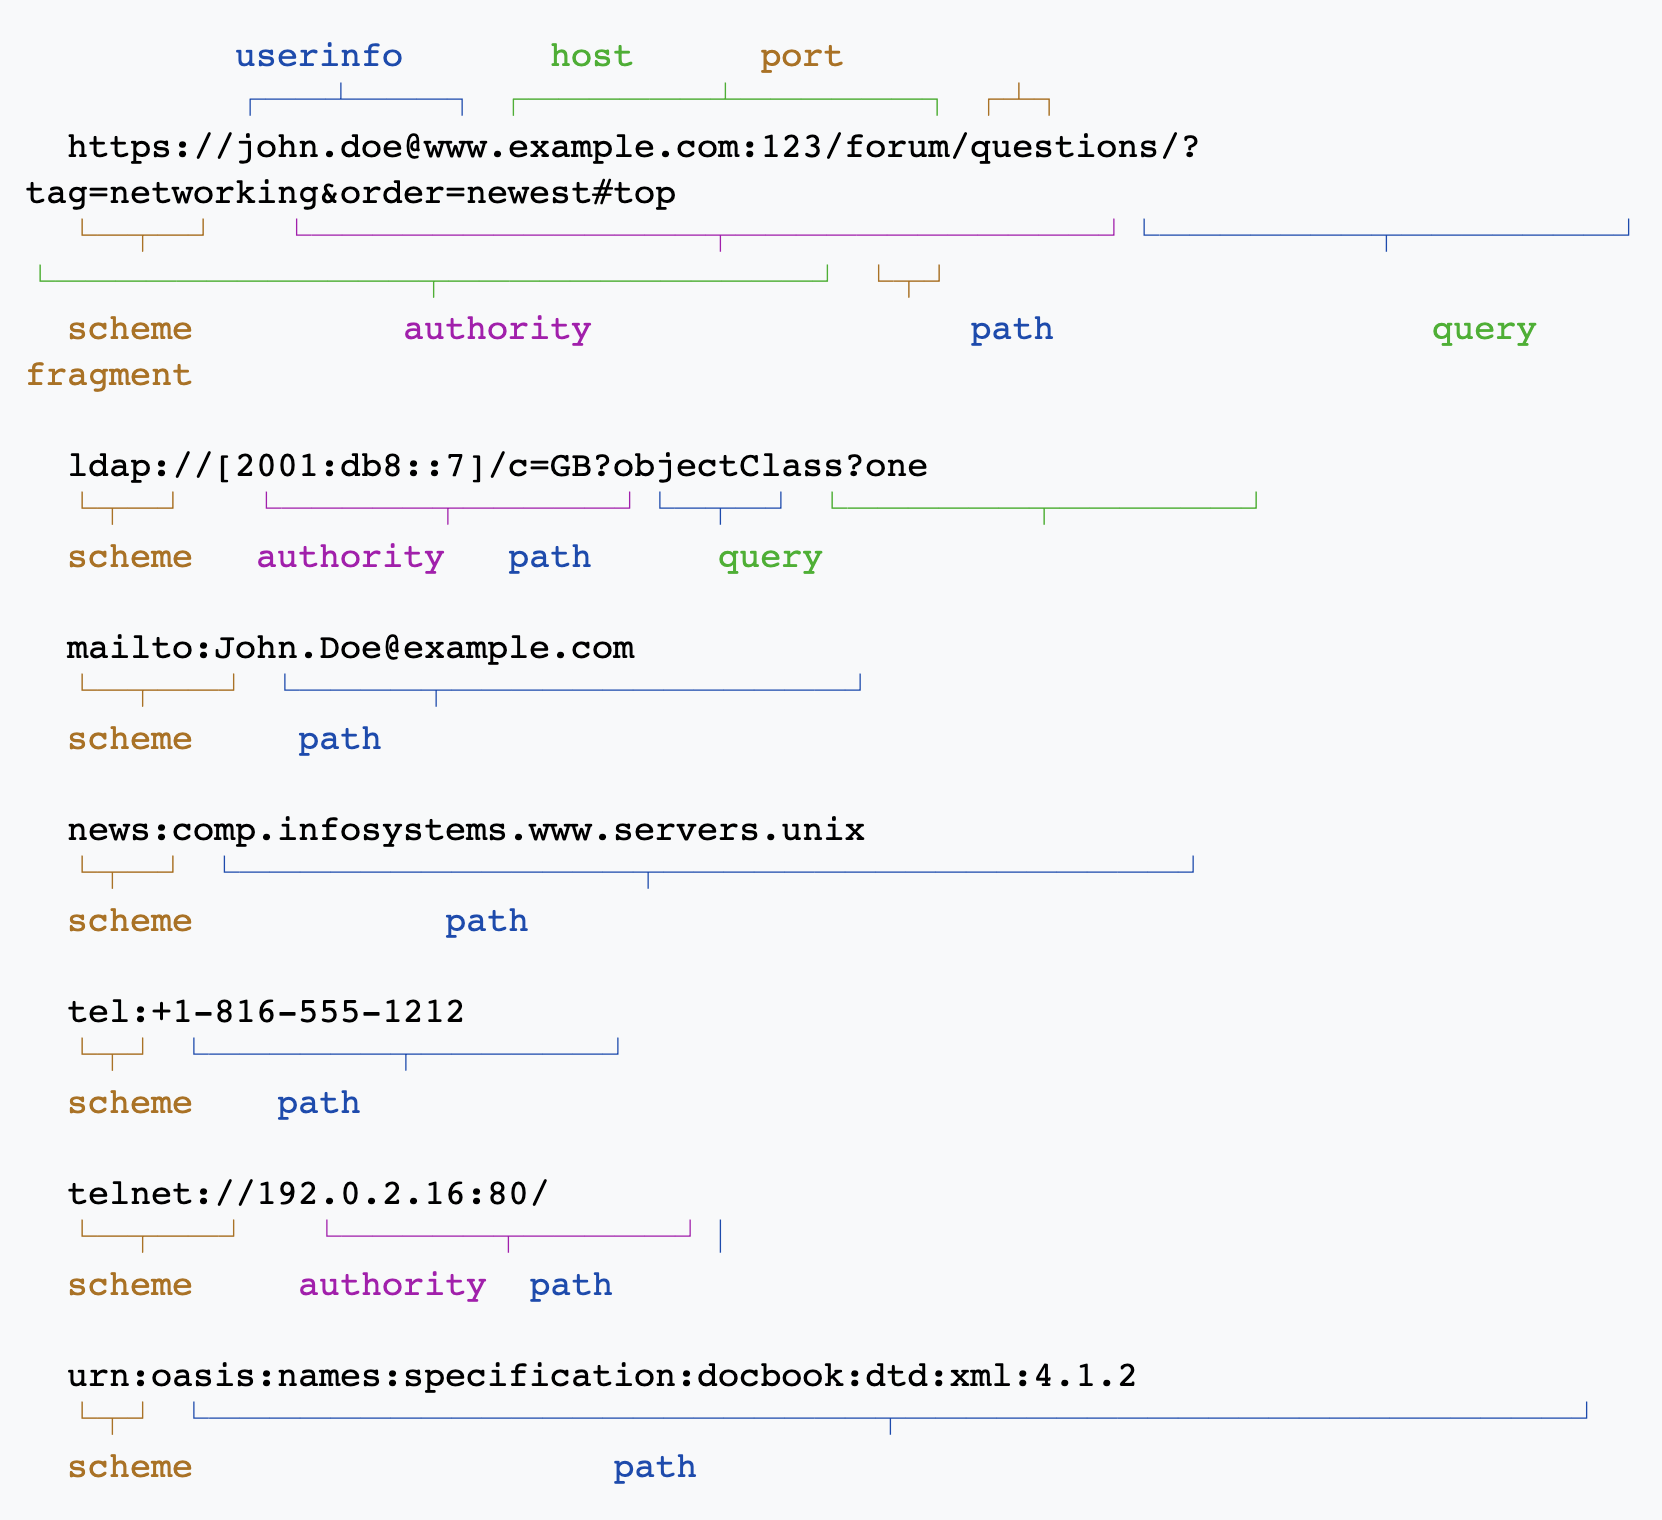 userinfo host port
https://john.doe@www.example.com:123/forum/questions/?
tag=networking&order=newest#top
scheme authority path query
fragment
ldap://[2001:db8::7]/c=GB?objectClass?one
scheme authority path query
mailto:John.Doe@example.com
scheme path
news:comp.infosystems.www.servers.unix
scheme path
tel:+1-816-555-1212
scheme path
telnet://192.0.2.16:80/
scheme authority path
urn:oasis:names:specification:docbook:dtd:xml:4.1.2
scheme path